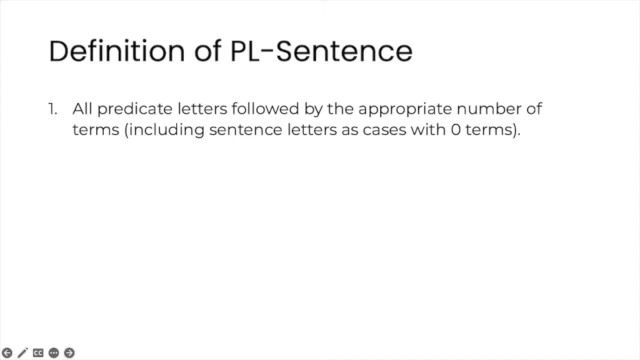 Definition of PL-Sentence
1. All predicate letters followed by the appropriate number of
terms (including sentence letters as cases with 0 terms).
CC